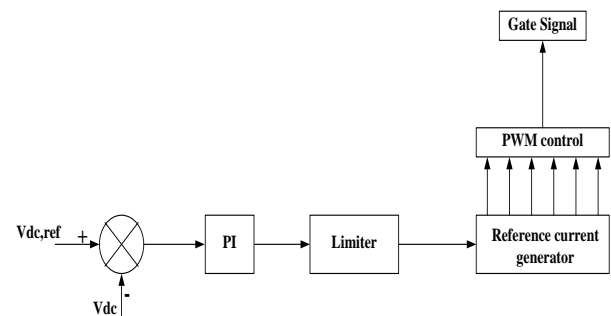 Gate Signal
PWM control
Vdc,ref
+
PI
Limiter
Reference current
generator
-
Vdc